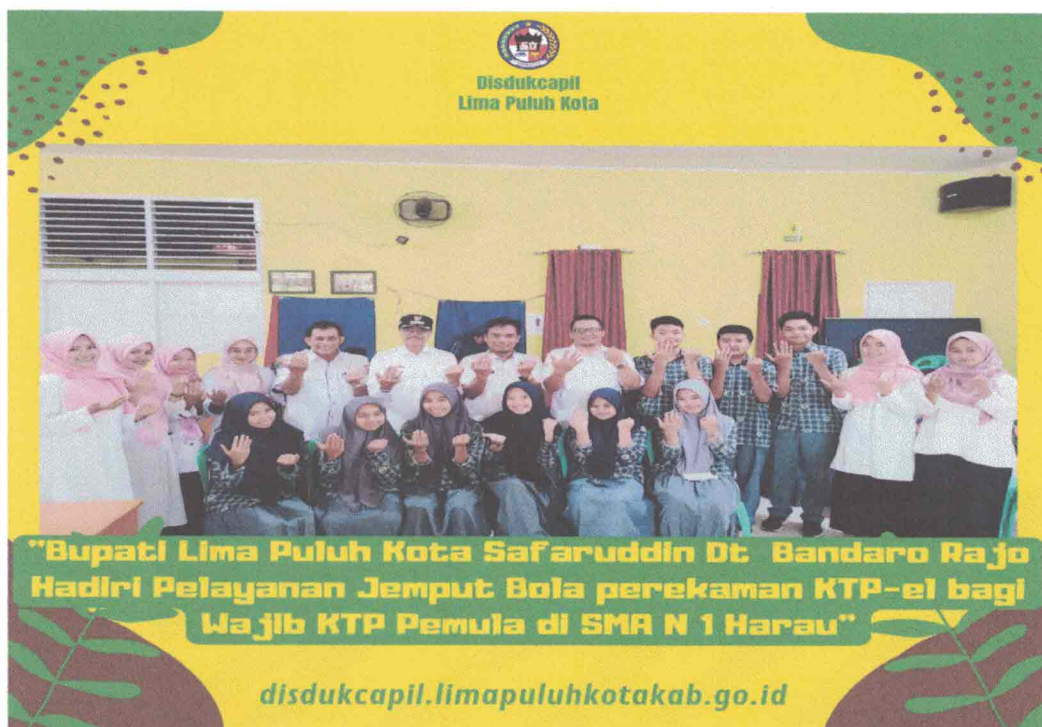 50
Disdukcapil
Lima Puluh Kota
"Bupati Lima Puluh Kota Safaruddin Dt Bandaro Rajo
Hadiri Pelayanan Jemput Bola perekaman KTP-el bagi
Wajib KTP Pemula di SMA N 1 Harau"
disdukcapil.limapuluhkotakab.go.id